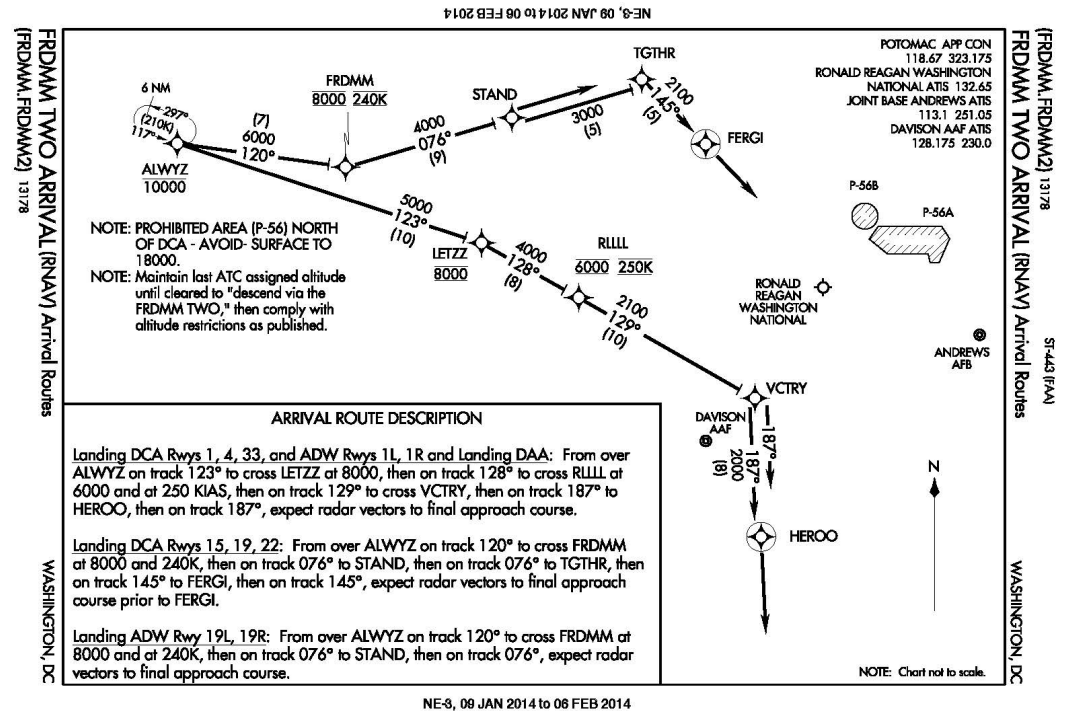 NE-3, 09 JAN 2014 to 06 FEB 2014
(FRDMM.FRDMM2) 13178
FRDMM TWO ARRIVAL (RNAV) Arrival Routes
WASHINGTON, DC
(FRDMM.FRDMM2) 13178
FRDMM TWO ARRIVAL (RNAV) Arrival Routes
ST-443 (FAA)
WASHINGTON, DC
POTOMAC APP CON
118.67 323.175
RONALD REAGAN WASHINGTON
NATIONAL ATIS 132.65
JOINT BASE ANDREWS ATIS
113.1 251.05
DAVISON AAF ATIS
128.175 230.0
6 NM
297°
(210K)
117°
ALWYZ
10000
(7)
6000
120°
FRDMM
8000 240K
4000
076°
(9)
STAND
3000
(5)
TGTHR
2100
145°
(5)
FERGI
P-56B
P-56A
5000
123°
(10)
LETZZ
8000
4000
128°
(8)
RLLLL
6000 250K
2100
129°
(10)
RONALD
REAGAN
WASHINGTON
NATIONAL
ANDREWS
AFB
VCTRY
DAVISON
AAF
187°
187°
2000
(8)
HEROO
N
NOTE: PROHIBITED AREA (P-56) NORTH
OF DCA - AVOID- SURFACE TO
18000.
NOTE: Maintain last ATC assigned altitude
until cleared to "descend via the
FRDMM TWO," then comply with
altitude restrictions as published.
ARRIVAL ROUTE DESCRIPTION
Landing DCA Rwys 1, 4, 33, and ADW Rwys 1L, 1R and Landing DAA: From over
ALWYZ on track 123° to cross LETZZ at 8000, then on track 128° to cross RLLLL at
6000 and at 250 KIAS, then on track 129° to cross VCTRY, then on track 187° to
HEROO, then on track 187°, expect radar vectors to final approach course.
Landing DCA Rwys 15, 19, 22: From over ALWYZ on track 120° to cross FRDMM
at 8000 and 240K, then on track 076° to STAND, then on track 076° to TGTHR, then
on track 145° to FERGI, then on track 145°, expect radar vectors to final approach
course prior to FERGI.
Landing ADW Rwy 19L, 19R: From over ALWYZ on track 120° to cross FRDMM at
8000 and at 240K, then on track 076° to STAND, then on track 076°, expect radar
vectors to final approach course.
NOTE: Chart not to scale.
NE-3, 09 JAN 2014 to 06 FEB 2014